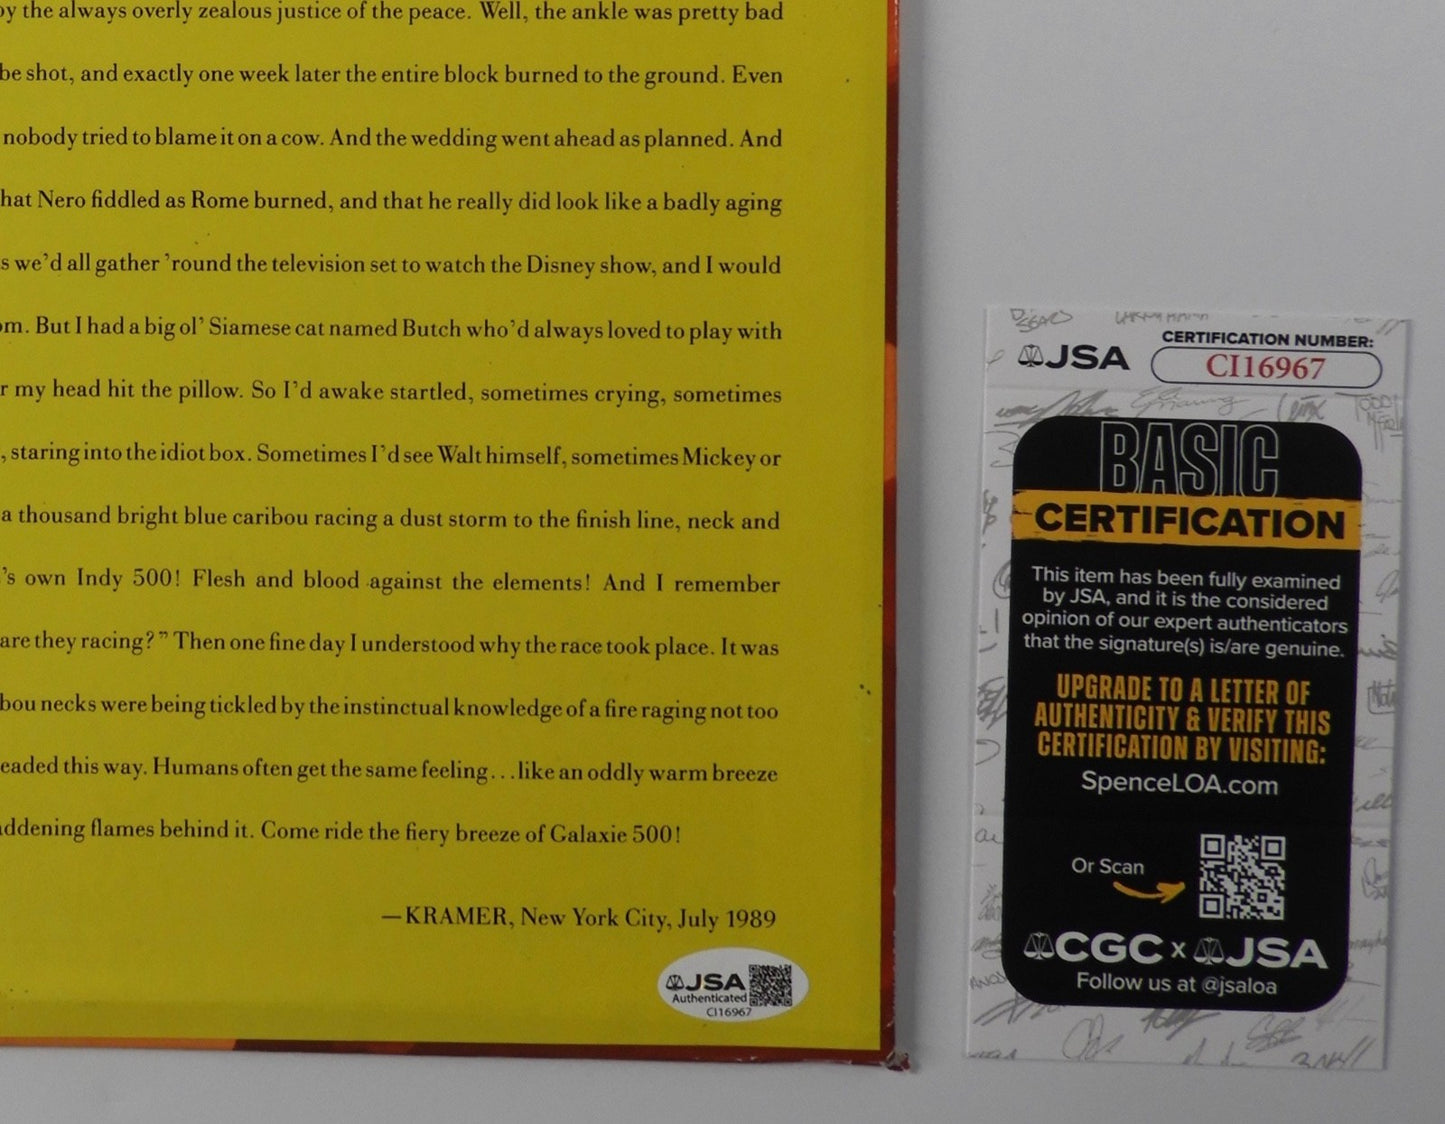 by the always overly zealous justice of the peace. Well, the ankle was pretty bad
be shot, and exactly one week later the entire block burned to the ground. Even
nobody tried to blame it on a cow. And the wedding went ahead as planned. And
hat Nero fiddled as Rome burned, and that he really did look like a badly aging
s we'd all gather 'round the television set to watch the Disney show, and I would
om. But I had a big ol' Siamese cat named Butch who'd always loved to play with
r my head hit the pillow. So I'd awake startled, sometimes crying, sometimes
, staring into the idiot box. Sometimes I'd see Walt himself, sometimes Mickey or
a thousand bright blue caribou racing a dust storm to the finish line, neck and
's own Indy 500! Flesh and blood against the elements! And I remember
are they racing?" Then one fine day I understood why the race took place. It was
bou necks were being tickled by the instinctual knowledge of a fire raging not too
eaded this way. Humans often get the same feeling...like an oddly warm breeze
ddening flames behind it. Come ride the fiery breeze of Galaxie 500!
—KRAMER, New York City, July 1989
JSA
Authenticated
CI16967
JSA
CERTIFICATION NUMBER:
CI16967
BASIC
CERTIFICATION
This item has been fully examined
by JSA, and it is the considered
opinion of our expert authenticators
that the signature(s) is/are genuine.
UPGRADE TO A LETTER OF
AUTHENTICITY & VERIFY THIS
CERTIFICATION BY VISITING:
SpenceLOA.com
Or Scan
CGC x JSA
Follow us at @jsaloa